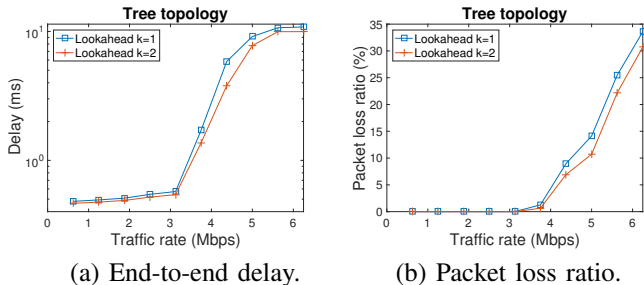 Tree topology
10^1
10^0
Delay (ms)
Lookahead k=1
Lookahead k=2
0 1 2 3 4 5 6
Traffic rate (Mbps)
(a) End-to-end delay.
Tree topology
35
30
25
20
15
10
5
0
Packet loss ratio (%)
Lookahead k=1
Lookahead k=2
0 1 2 3 4 5 6
Traffic rate (Mbps)
(b) Packet loss ratio.